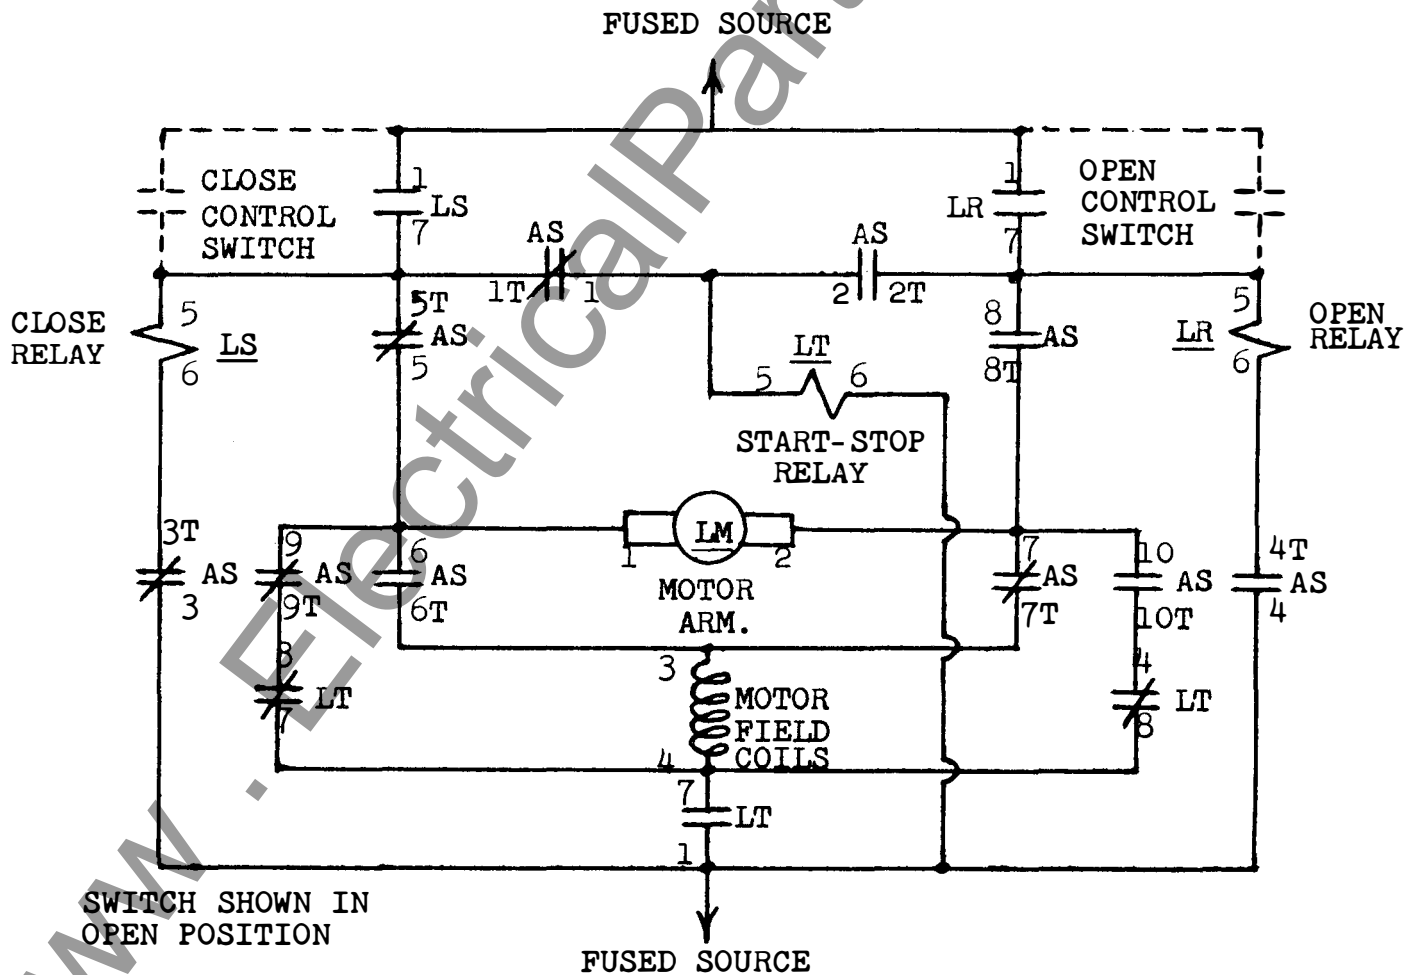 FUSED SOURCE
CLOSE
CONTROL
SWITCH
1
LS
7
1
LR
7
OPEN
CONTROL
SWITCH
AS
1T
1
AS
2
2T
CLOSE
RELAY
5
LS
6
5T
AS
5
LT
5
6
START-STOP
RELAY
8
AS
8T
5
LR
6
OPEN
RELAY
3T
AS
3
9
AS
9T
6
AS
6T
1
LM
2
MOTOR
ARM.
7
AS
7T
10
AS
10T
4T
AS
4
8
LT
7
3
MOTOR
FIELD
COILS
4
4
LT
8
7
LT
1
SWITCH SHOWN IN
OPEN POSITION
FUSED SOURCE
www.ElectricalPar